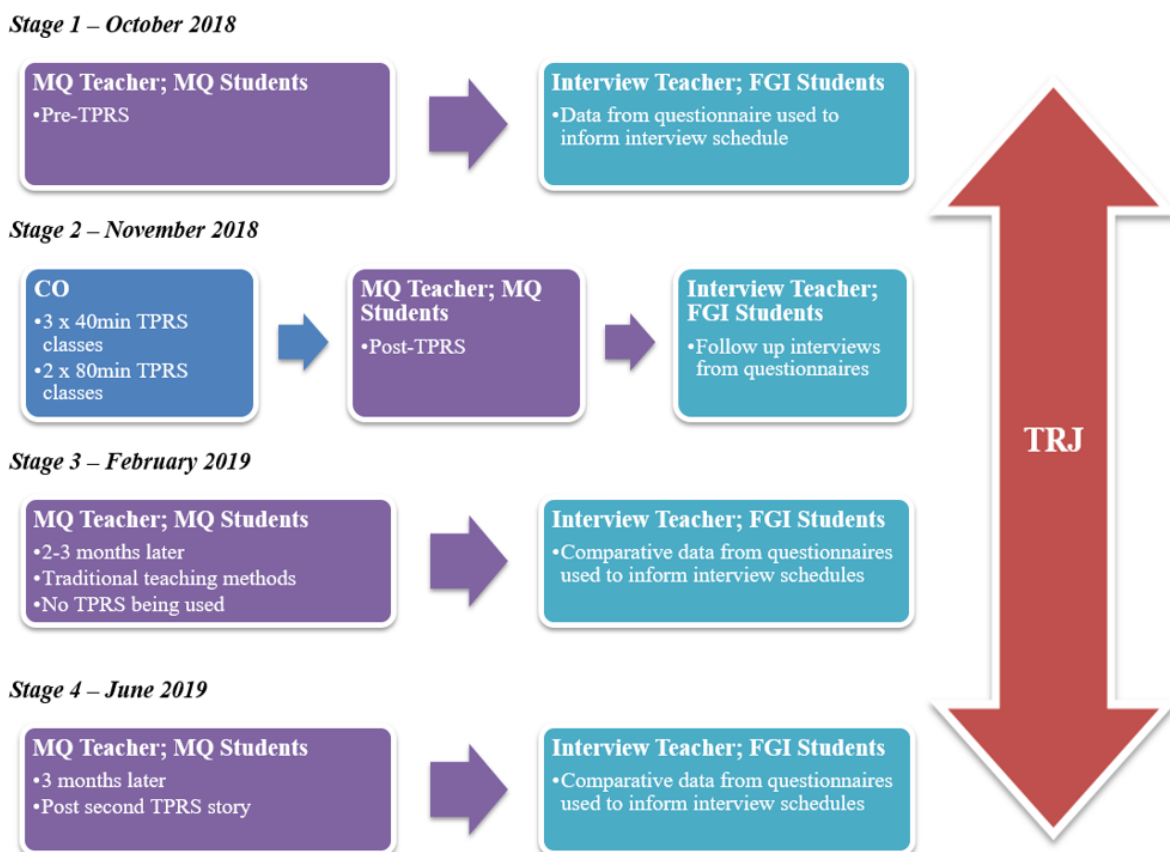 Stage 1 – October 2018
MQ Teacher; MQ Students
•Pre-TPRS
Interview Teacher; FGI Students
•Data from questionnaire used to
inform interview schedule
Stage 2 – November 2018
CO
•3 x 40min TPRS
classes
•2 x 80min TPRS
classes
MQ Teacher; MQ
Students
•Post-TPRS
Interview Teacher;
FGI Students
•Follow up interviews
from questionnaires
TRJ
Stage 3 – February 2019
MQ Teacher; MQ Students
•2-3 months later
•Traditional teaching methods
•No TPRS being used
Interview Teacher; FGI Students
•Comparative data from questionnaires
used to inform interview schedules
Stage 4 – June 2019
MQ Teacher; MQ Students
•3 months later
•Post second TPRS story
Interview Teacher; FGI Students
•Comparative data from questionnaires
used to inform interview schedules